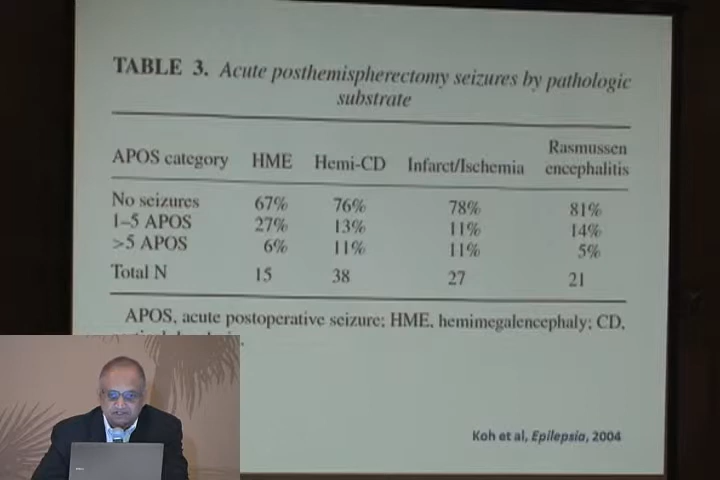 TABLE 3. Acute posthemispherectomy seizures by pathologic
substrate
APOS category HME Hemi-CD Infarct/Ischemia Rasmussen encephalitis
No seizures 67% 76% 78% 81%
1–5 APOS 27% 13% 11% 14%
>5 APOS 6% 11% 11% 5%
Total N 15 38 27 21
APOS, acute postoperative seizure; HME, hemimegalencephaly; CD,
Koh et al, Epilepsia, 2004